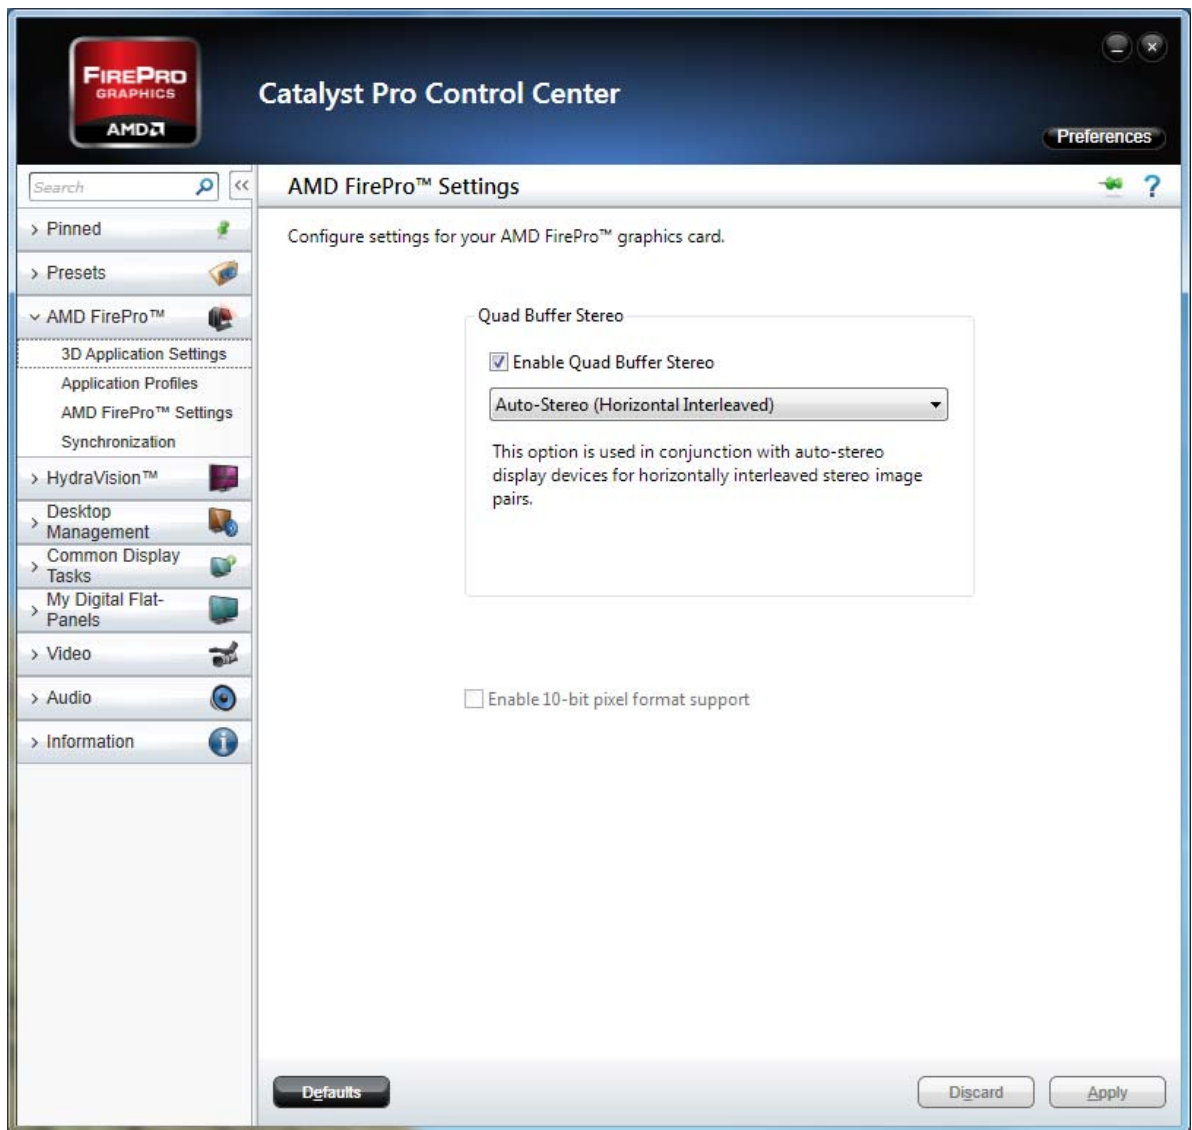 FIREPRO
GRAPHICS
AMD
Catalyst Pro Control Center
Preferences
Search
<<
AMD FirePro™ Settings
?
> Pinned
Configure settings for your AMD FirePro™ graphics card.
> Presets
AMD FirePro™
3D Application Settings
Application Profiles
AMD FirePro™ Settings
Synchronization
> HydraVision™
> Desktop
Management
> Common Display
Tasks
> My Digital Flat-
Panels
> Video
> Audio
> Information
Quad Buffer Stereo
Enable Quad Buffer Stereo
Auto-Stereo (Horizontal Interleaved)
This option is used in conjunction with auto-stereo
display devices for horizontally interleaved stereo image
pairs.
Enable 10-bit pixel format support
Defaults
Discard
Apply